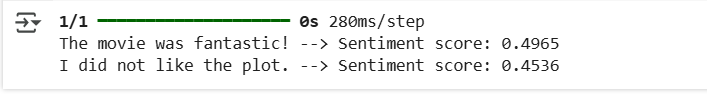 1/1 ━━━━━━━━━━━━━━━━━━━━ 0s 280ms/step
The movie was fantastic! --> Sentiment score: 0.4965
I did not like the plot. --> Sentiment score: 0.4536